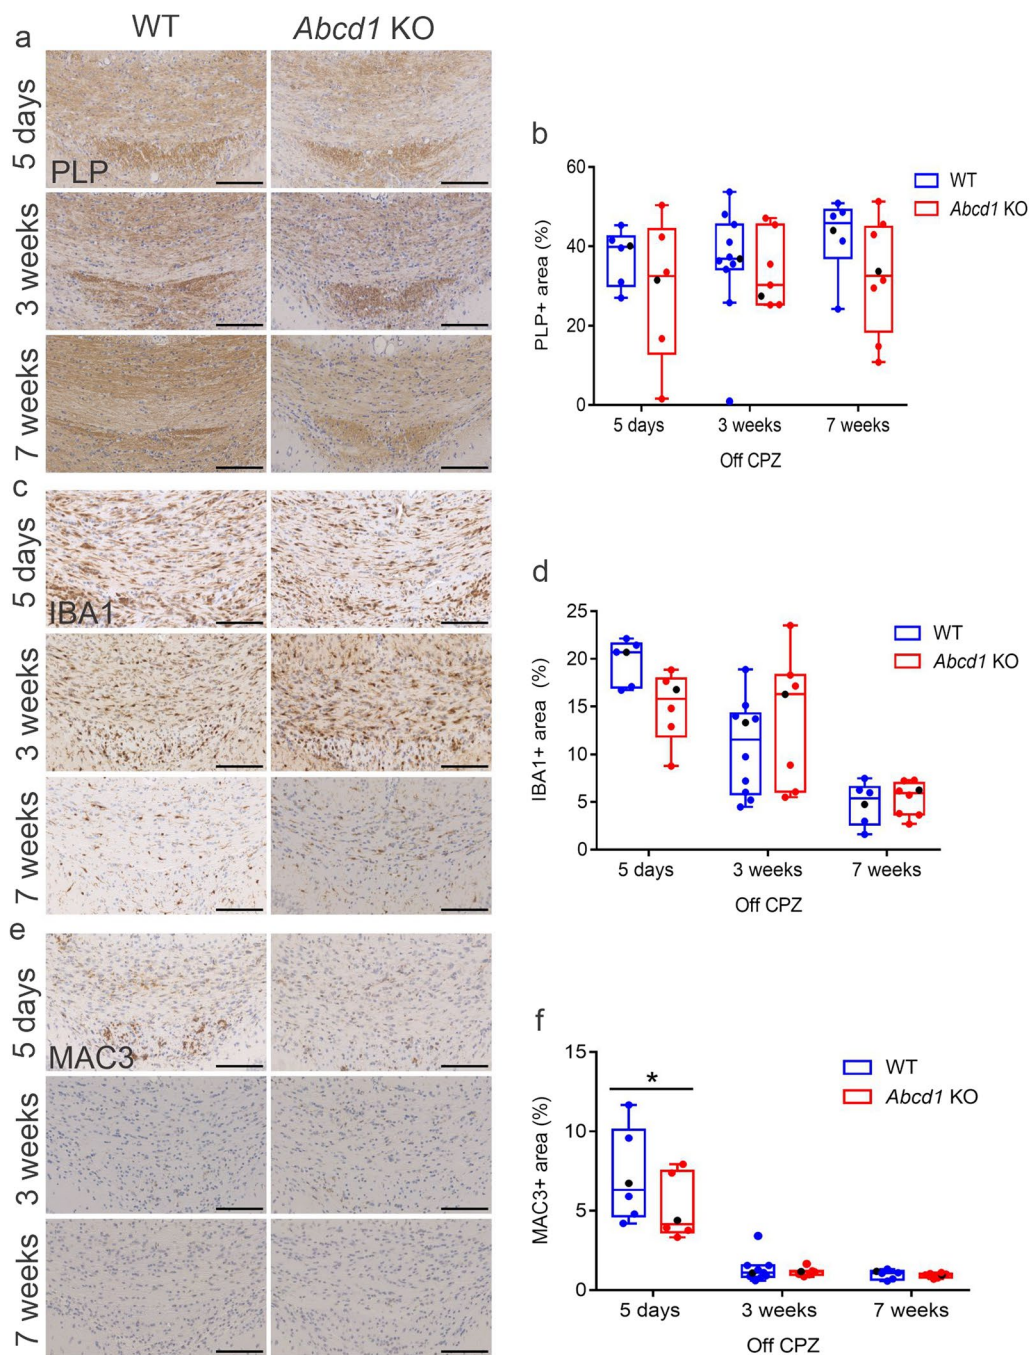 WT
Abcd1 KO
a
5 days
PLP
3 weeks
7 weeks
b
60
40
20
0
PLP+ area (%)
5 days
3 weeks
7 weeks
Off CPZ
WT
Abcd1 KO
c
5 days
IBA1
3 weeks
7 weeks
d
25
20
15
10
5
0
IBA1+ area (%)
5 days
3 weeks
7 weeks
Off CPZ
WT
Abcd1 KO
e
5 days
MAC3
3 weeks
7 weeks
f
15
10
5
0
MAC3+ area (%)
*
5 days
3 weeks
7 weeks
Off CPZ
WT
Abcd1 KO